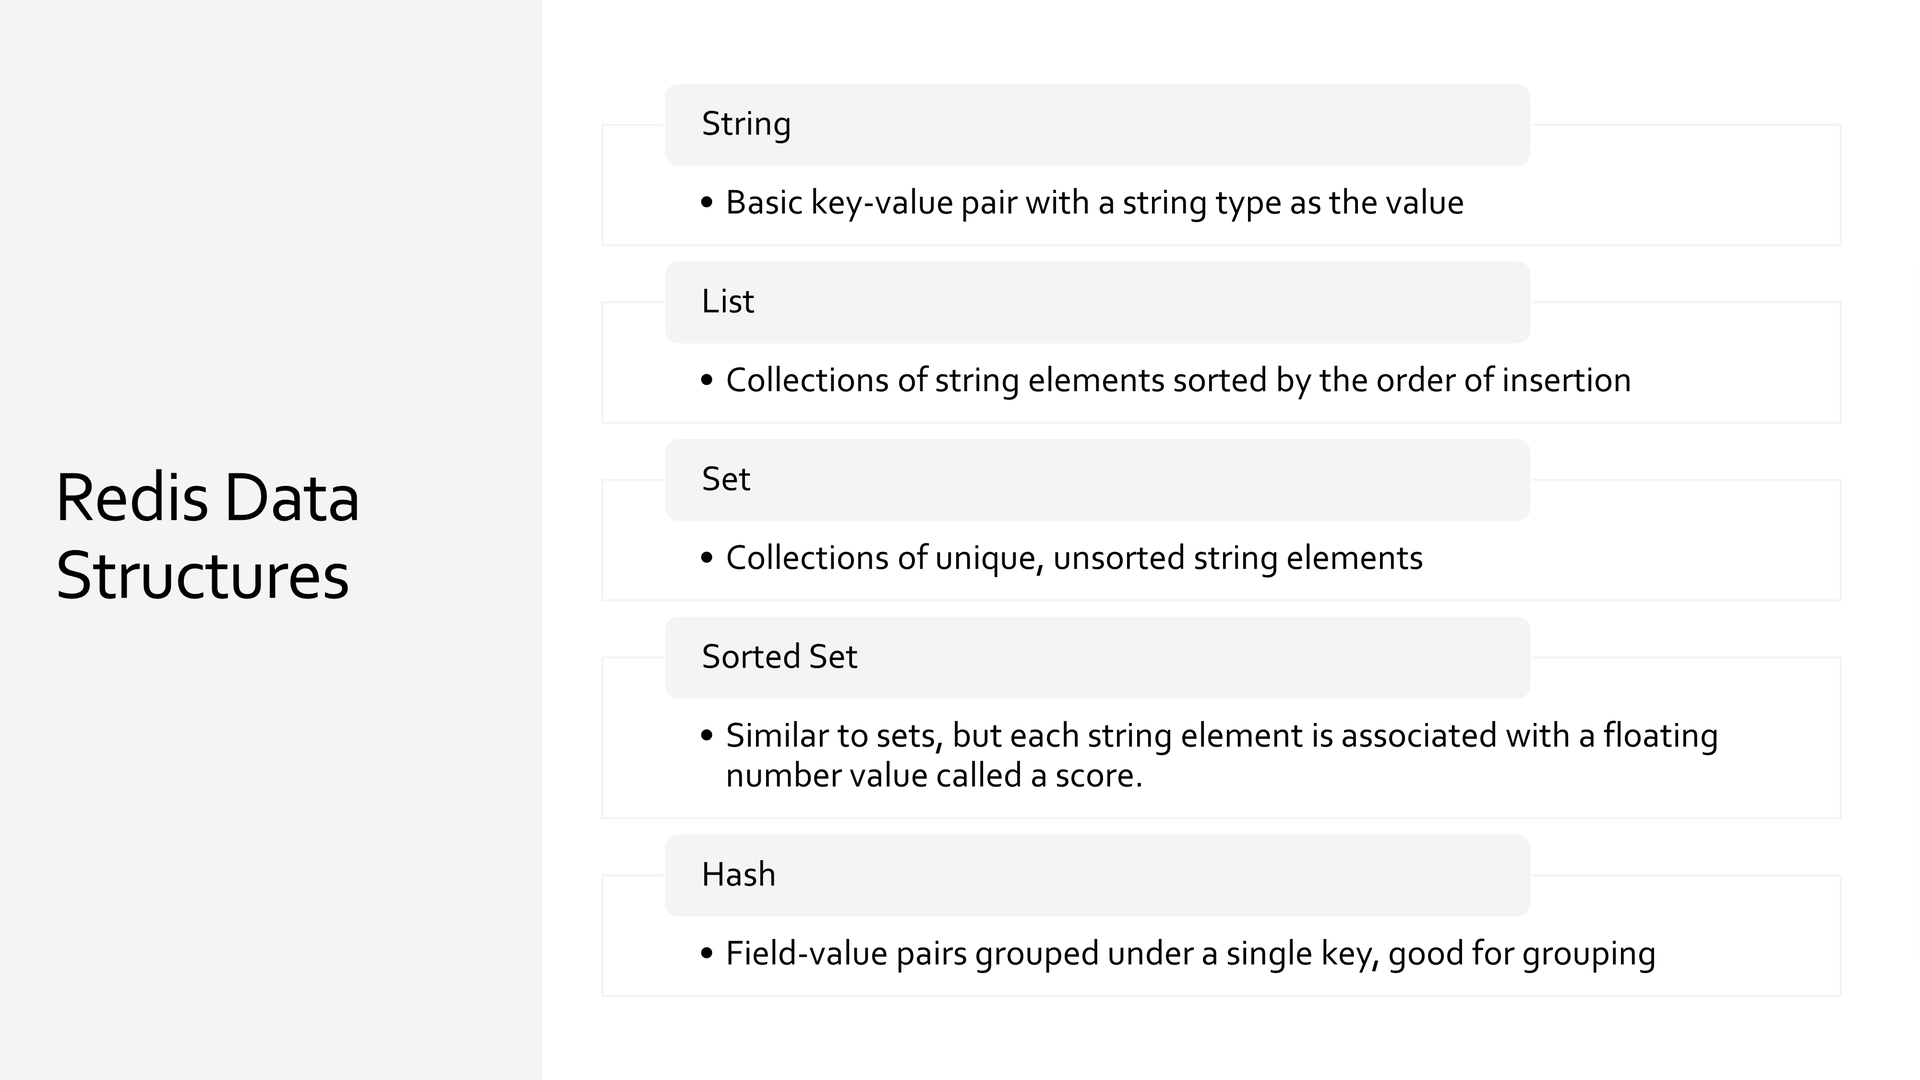 Redis Data
Structures
String
• Basic key-value pair with a string type as the value
List
• Collections of string elements sorted by the order of insertion
Set
• Collections of unique, unsorted string elements
Sorted Set
• Similar to sets, but each string element is associated with a floating
number value called a score.
Hash
• Field-value pairs grouped under a single key, good for grouping